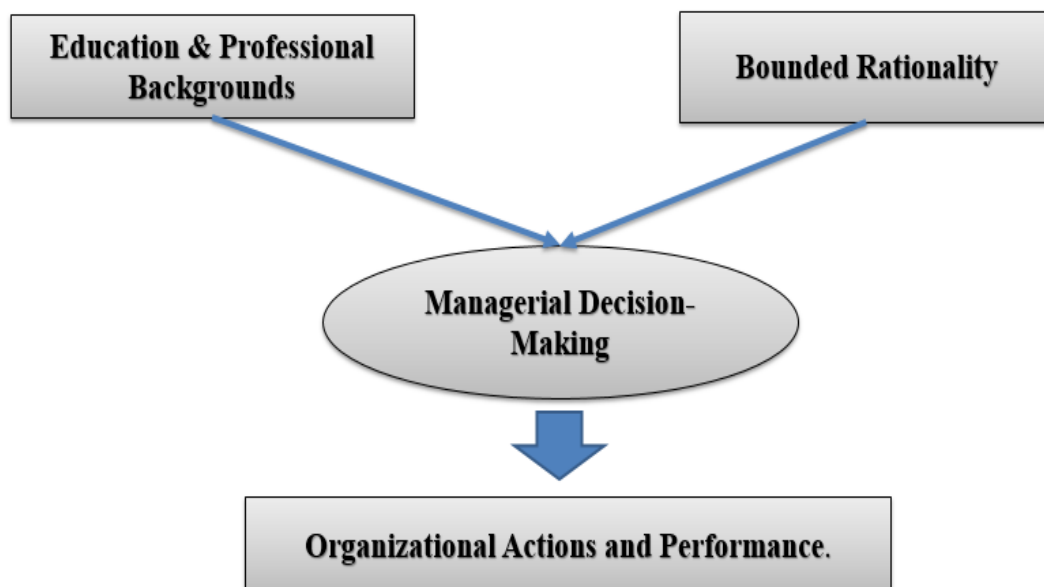 Education & Professional
Backgrounds
Bounded Rationality
Managerial Decision-
Making
Organizational Actions and Performance.